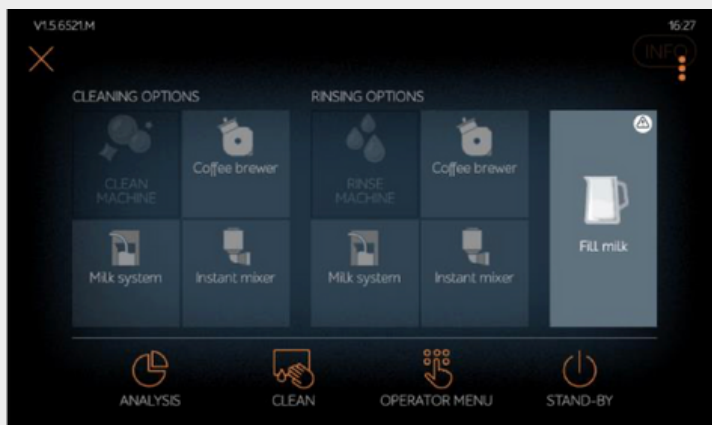 V1.5.6521.M
16:27
INFO
CLEANING OPTIONS
RINSING OPTIONS
CLEAN
MACHINE
Coffee brewer
RINSE
MACHINE
Coffee brewer
Fill milk
Milk system
Instant mixer
Milk system
Instant mixer
ANALYSIS
CLEAN
OPERATOR MENU
STAND-BY